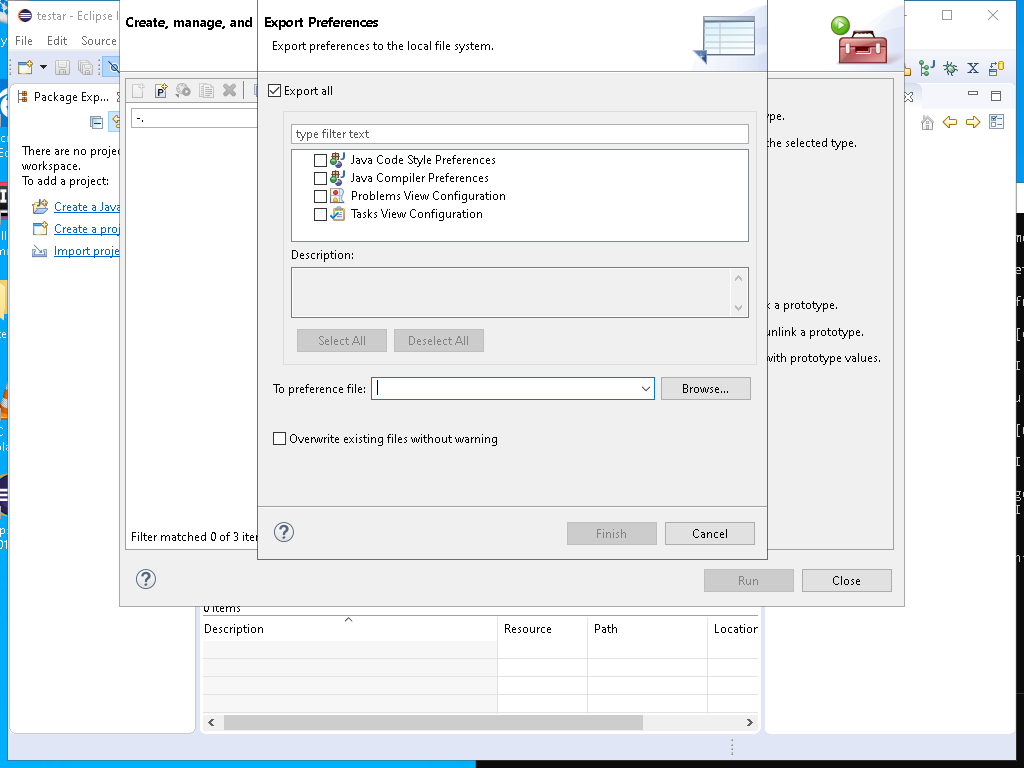 testar - Eclipse I
File Edit Source
Package Exp...
There are no proje
workspace.
To add a project:
Create a Java
Create a proj
Import proje
Create, manage, and
-.
Filter matched 0 of 3 iter
ype.
the selected type.
k a prototype.
unlink a prototype.
with prototype values.
Run
Close
Export Preferences
Export preferences to the local file system.
Export all
type filter text
Java Code Style Preferences
Java Compiler Preferences
Problems View Configuration
Tasks View Configuration
Description:
Select All
Deselect All
To preference file:
Browse...
Overwrite existing files without warning
Finish
Cancel
0 items
Description Resource Path Location